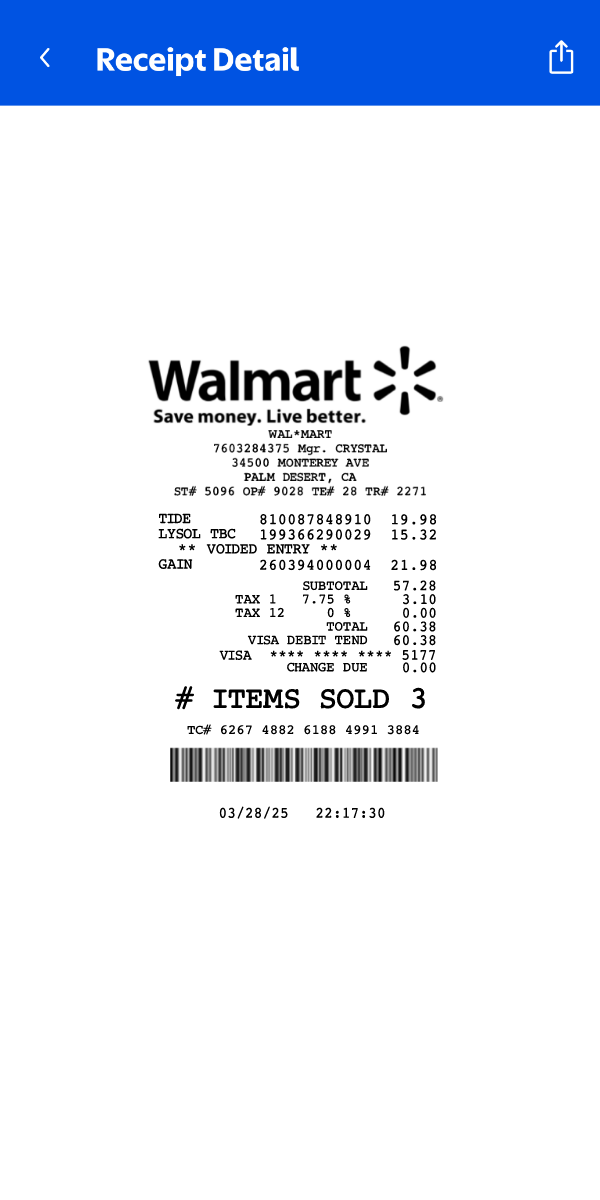 Receipt Detail
Walmart
Save money. Live better.
WAL*MART
7603284375 Mgr. CRYSTAL
34500 MONTEREY AVE
PALM DESERT, CA
ST# 5096 OP# 9028 TE# 28 TR# 2271
TIDE 810087848910 19.98
LYSOL TBC 199366290029 15.32
** VOIDED ENTRY **
GAIN 260394000004 21.98
SUBTOTAL 57.28
TAX 1 7.75 % 3.10
TAX 12 0 % 0.00
TOTAL 60.38
VISA DEBIT TEND 60.38
VISA **** **** **** 5177
CHANGE DUE 0.00
# ITEMS SOLD 3
TC# 6267 4882 6188 4991 3884
03/28/25 22:17:30